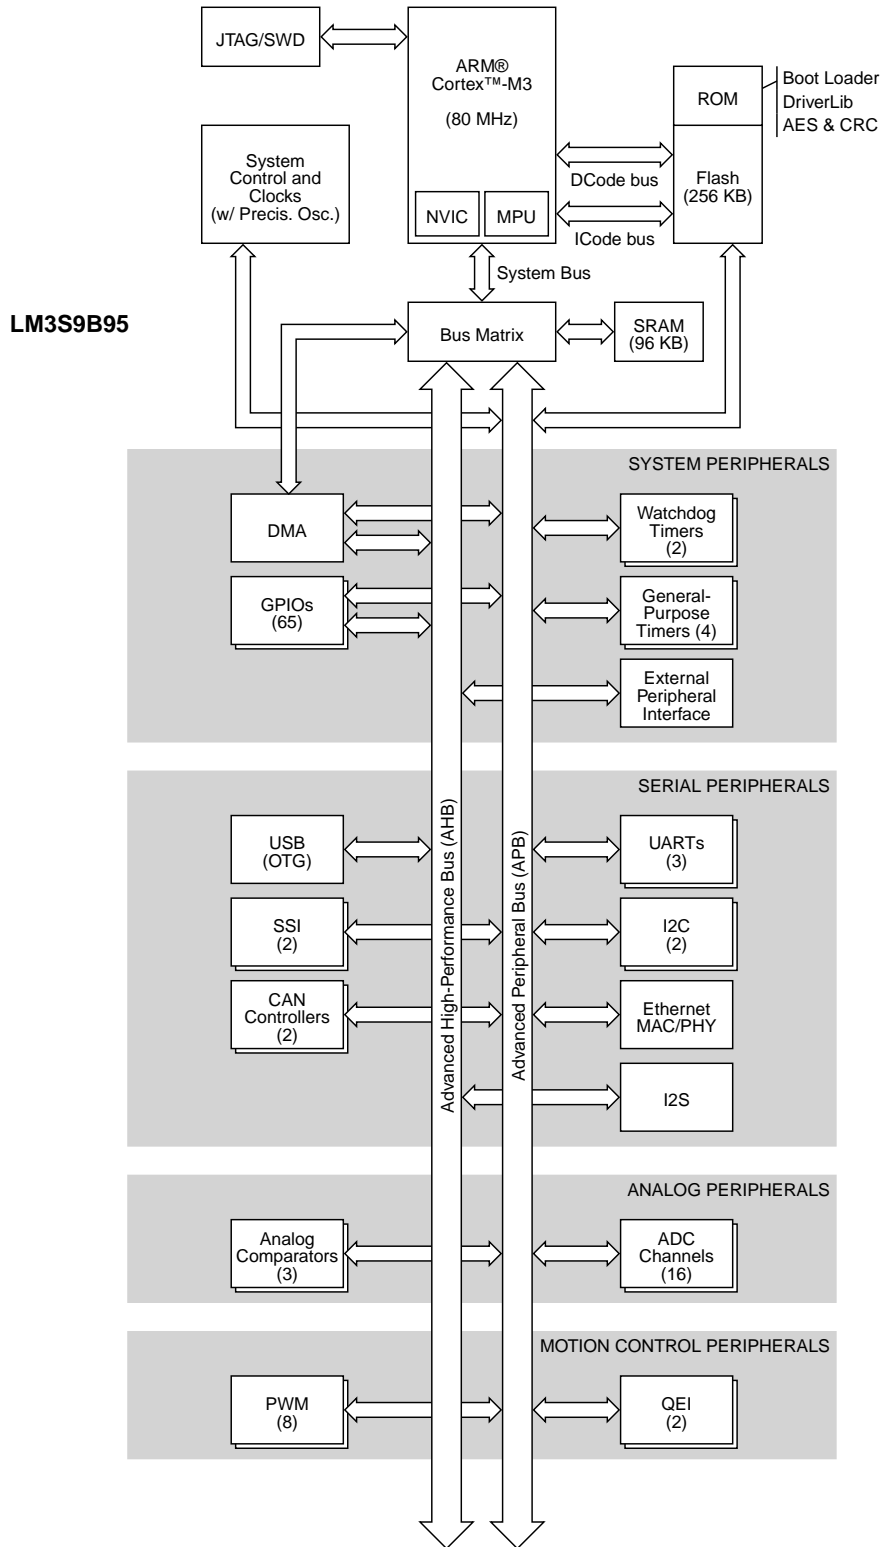 JTAG/SWD
ARM®
Cortex™-M3
(80 MHz)
NVIC
MPU
ROM
Boot Loader
DriverLib
AES & CRC
Flash
(256 KB)
DCode bus
ICode bus
System
Control and
Clocks
(w/ Precis. Osc.)
System Bus
LM3S9B95
Bus Matrix
SRAM
(96 KB)
SYSTEM PERIPHERALS
DMA
Watchdog
Timers
(2)
GPIOs
(65)
General-
Purpose
Timers (4)
External
Peripheral
Interface
Advanced High-Performance Bus (AHB)
Advanced Peripheral Bus (APB)
SERIAL PERIPHERALS
USB
(OTG)
UARTs
(3)
SSI
(2)
I2C
(2)
CAN
Controllers
(2)
Ethernet
MAC/PHY
I2S
ANALOG PERIPHERALS
Analog
Comparators
(3)
ADC
Channels
(16)
MOTION CONTROL PERIPHERALS
PWM
(8)
QEI
(2)